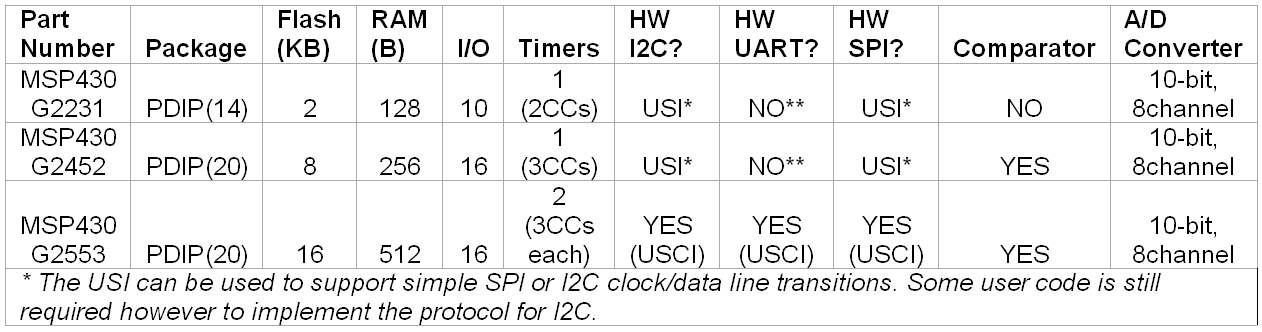 Part Number Package Flash (KB) RAM (B) I/O Timers HW I2C? HW UART? HW SPI? Comparator A/D Converter
MSP430 G2231 PDIP(14) 2 128 10 1 (2CCs) USI* NO** USI* NO 10-bit, 8channel
MSP430 G2452 PDIP(20) 8 256 16 1 (3CCs) USI* NO** USI* YES 10-bit, 8channel
MSP430 G2553 PDIP(20) 16 512 16 2 (3CCs each) YES (USCI) YES (USCI) YES (USCI) YES 10-bit, 8channel
* The USI can be used to support simple SPI or I2C clock/data line transitions. Some user code is still
required however to implement the protocol for I2C.